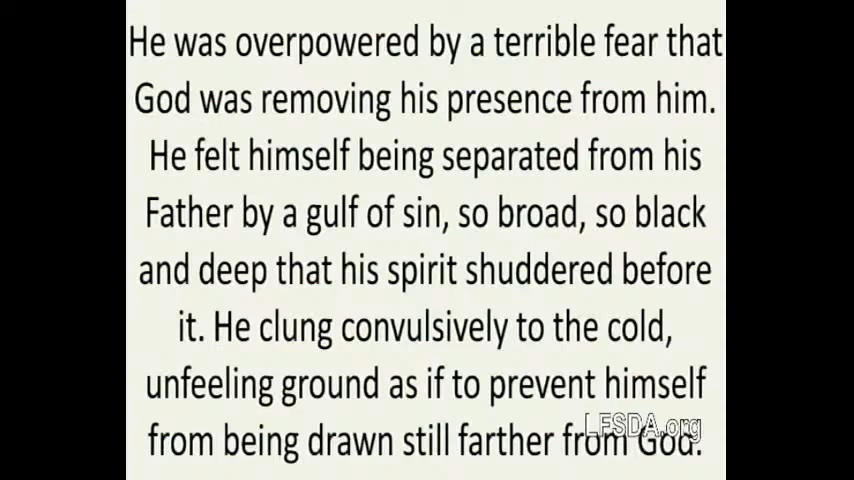 He was overpowered by a terrible fear that
God was removing his presence from him.
He felt himself being separated from his
Father by a gulf of sin, so broad, so black
and deep that his spirit shuddered before
it. He clung convulsively to the cold,
unfeeling ground as if to prevent himself
from being drawn still farther from God.
LFSDA.org